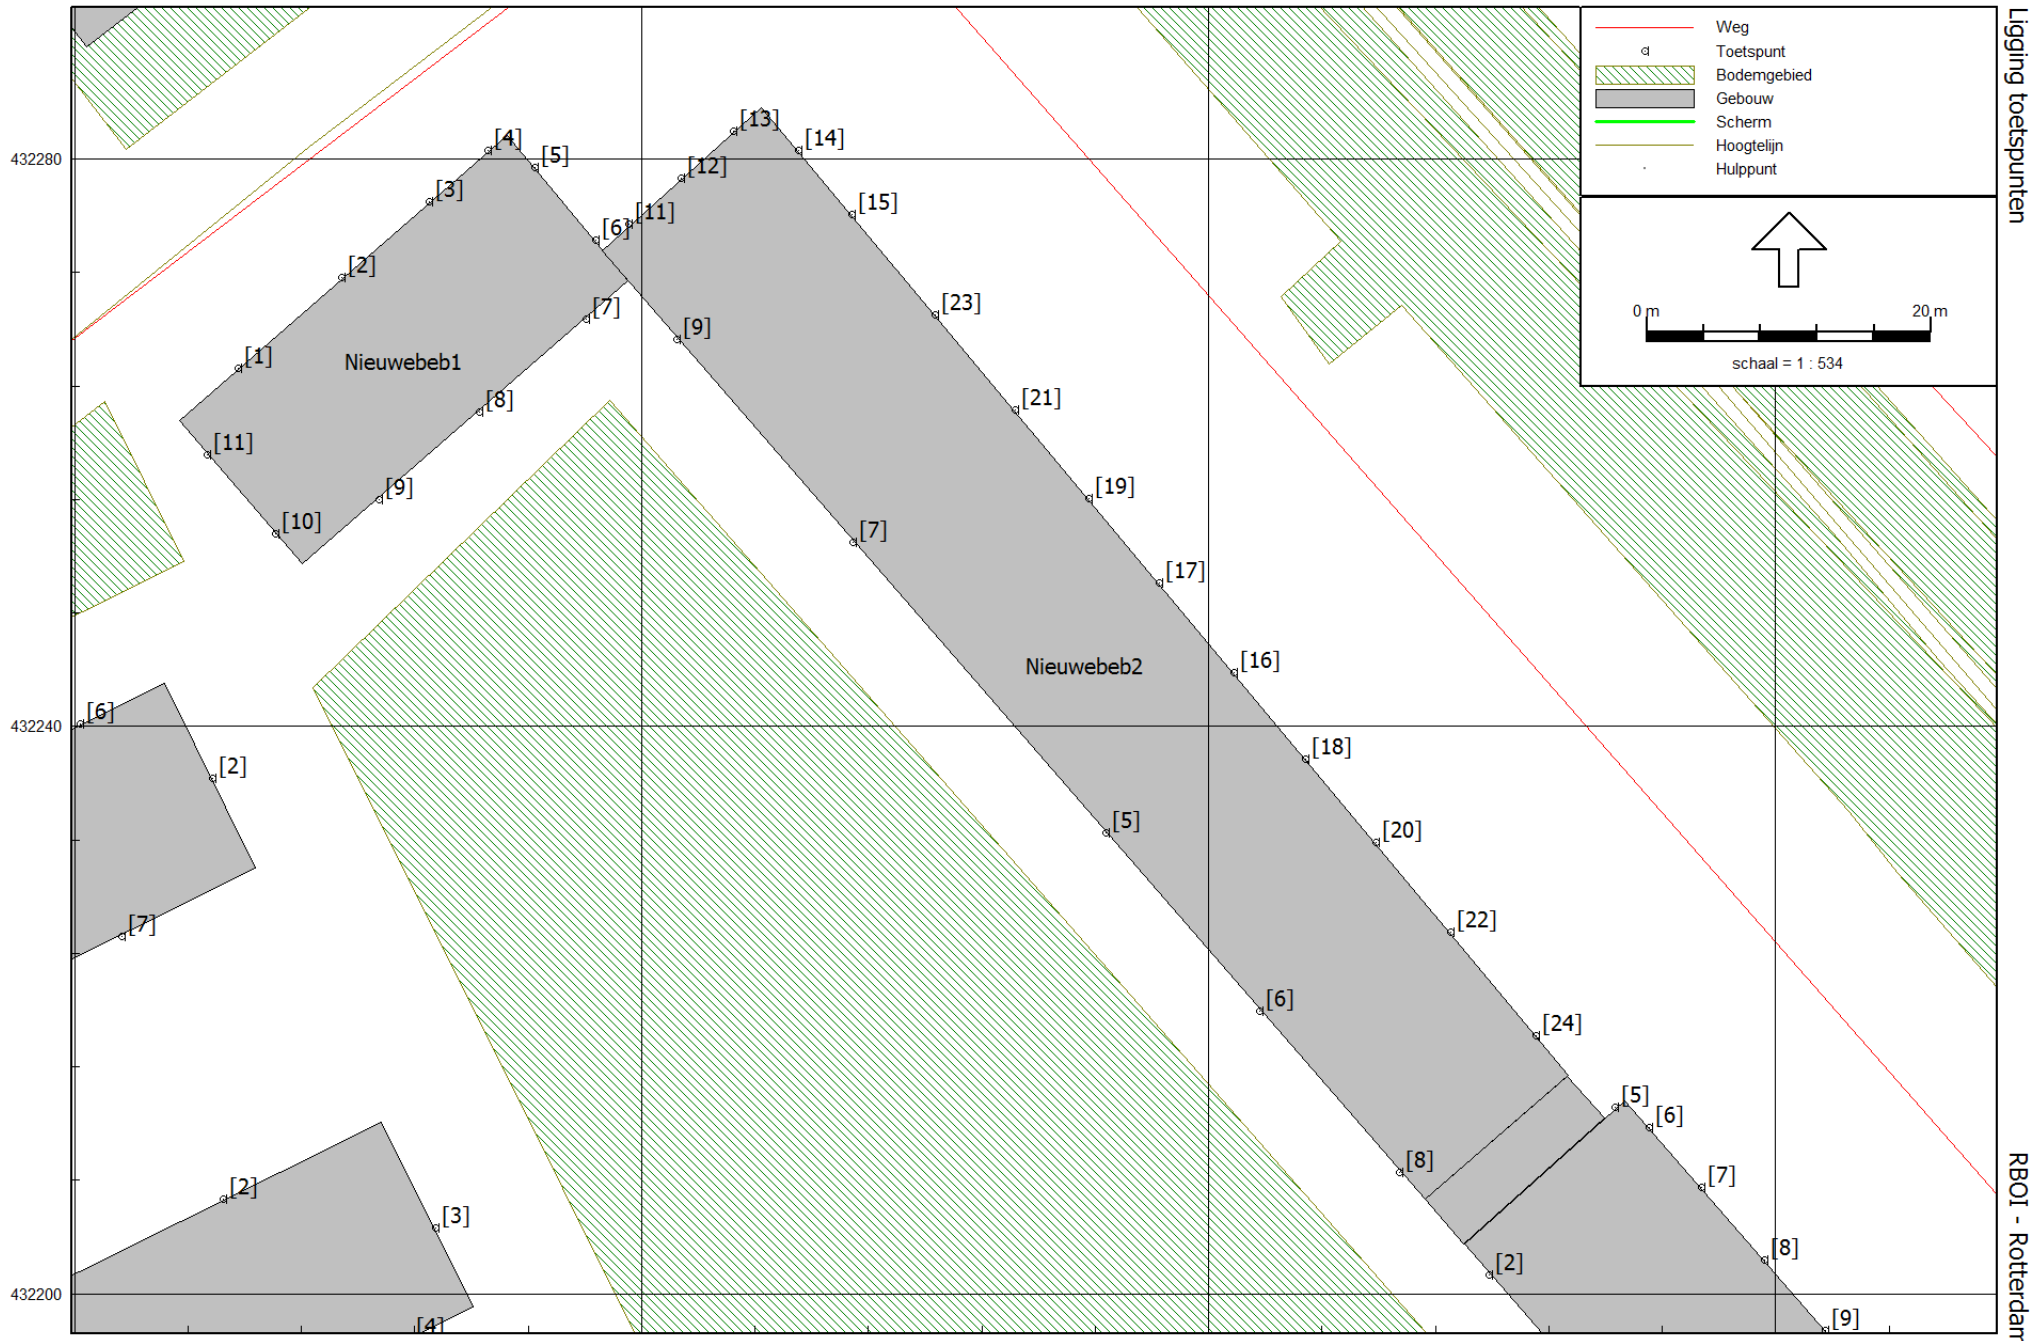 Weg
Toetspunt
Bodemgebied
Gebouw
Scherm
Hoogtelijn
Hulppunt
Ligging toetspunten
0 m 20 m
schaal = 1 : 534
432280
432240
432200
[13]
[4] [14]
[5]
[12]
[3]
[11] [15]
[6]
[2]
[7] [23]
[9]
[1] Nieuwebeb1
[8] [21]
[11]
[9] [19]
[10]
[7]
[17]
Nieuwebeb2 [16]
[6]
[2] [18]
[5] [20]
[7] [22]
[6]
[24]
[5]
[6]
[8] [7]
[2]
[3]
[2] [8]
[4] [9]
RBOI - Rotterdam